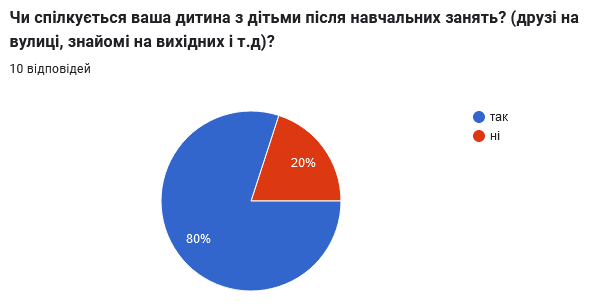 Чи спілкується ваша дитина з дітьми після навчальних занять? (друзі на
вулиці, знайомі на вихідних і т.д)?
10 відповідей
так
ні
20%
80%